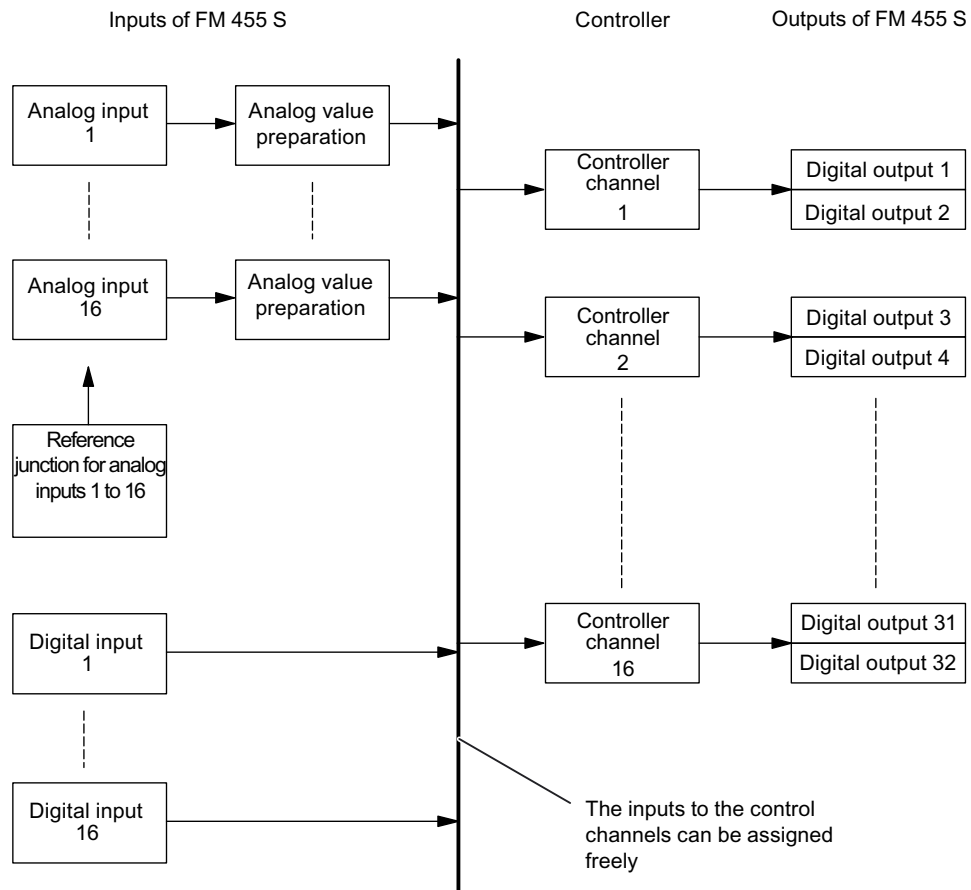 Inputs of FM 455 S
Controller
Outputs of FM 455 S
Analog input
1
Analog value
preparation
Analog input
16
Analog value
preparation
Reference
junction for analog
inputs 1 to 16
Digital input
1
Digital input
16
Controller
channel
1
Digital output 1
Digital output 2
Controller
channel
2
Digital output 3
Digital output 4
Controller
channel
16
Digital output 31
Digital output 32
The inputs to the control
channels can be assigned
freely